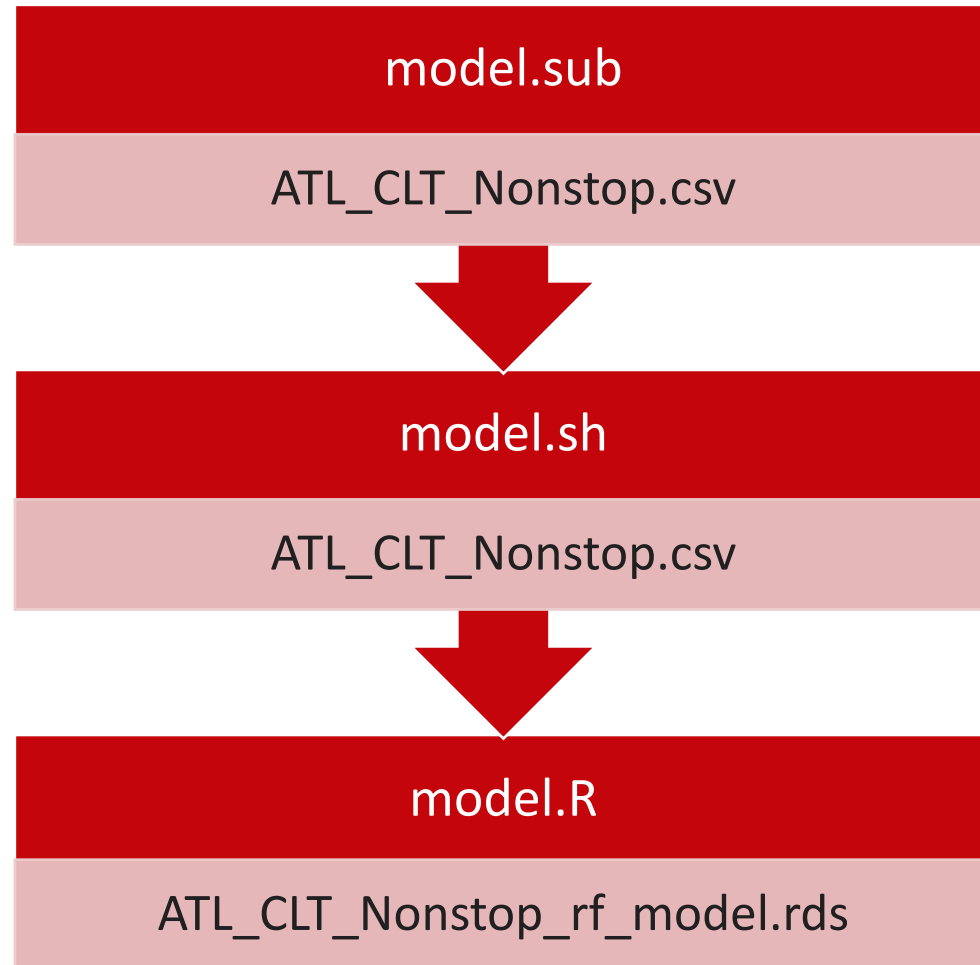 model.sub
ATL_CLT_Nonstop.csv
model.sh
ATL_CLT_Nonstop.csv
model.R
ATL_CLT_Nonstop_rf_model.rds